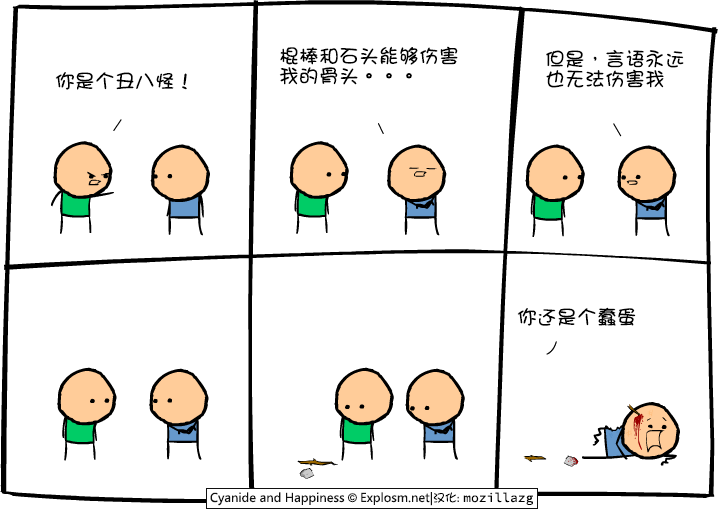 你是个丑八怪！
棍棒和石头能够伤害
我的骨头。。。
但是，言语永远
也无法伤害我
你还是个蠢蛋
Cyanide and Happiness © Explosm.net|汉化: mozillazg